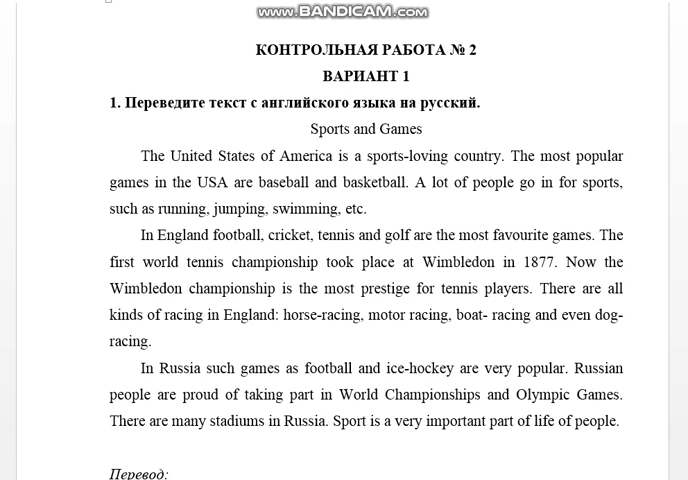 www.BANDICAM.com
КОНТРОЛЬНАЯ РАБОТА № 2
ВАРИАНТ 1
1. Переведите текст с английского языка на русский.
Sports and Games
The United States of America is a sports-loving country. The most popular
games in the USA are baseball and basketball. A lot of people go in for sports,
such as running, jumping, swimming, etc.
In England football, cricket, tennis and golf are the most favourite games. The
first world tennis championship took place at Wimbledon in 1877. Now the
Wimbledon championship is the most prestige for tennis players. There are all
kinds of racing in England: horse-racing, motor racing, boat- racing and even dog-
racing.
In Russia such games as football and ice-hockey are very popular. Russian
people are proud of taking part in World Championships and Olympic Games.
There are many stadiums in Russia. Sport is a very important part of life of people.
Перевод: